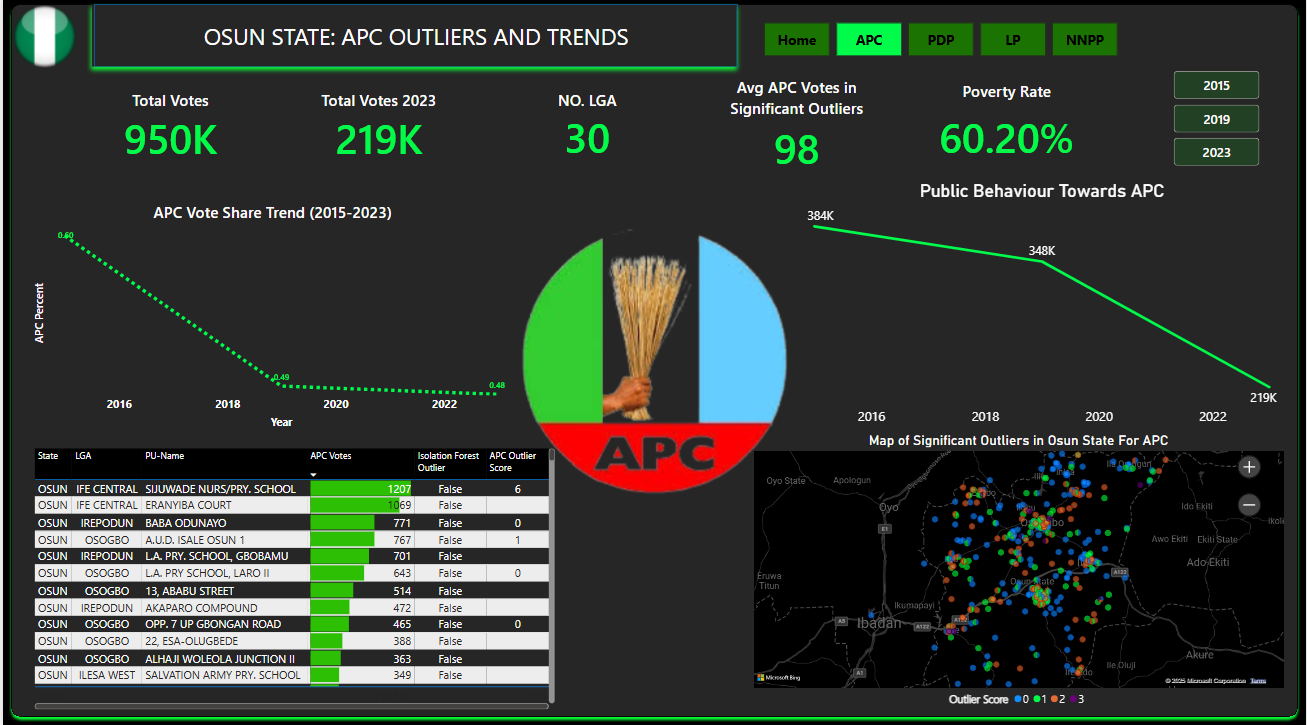 OSUN STATE: APC OUTLIERS AND TRENDS
Home
APC
PDP
LP
NNPP
Total Votes
950K
Total Votes 2023
219K
NO. LGA
30
Avg APC Votes in
Significant Outliers
98
Poverty Rate
60.20%
2015
2019
2023
APC Vote Share Trend (2015-2023)
0.60
0.49
0.48
APC Percent
2016 2018 2020 2022
Year
APC
Public Behaviour Towards APC
384K
348K
219K
2016 2018 2020 2022
State LGA PU-Name APC Votes Isolation Forest Outlier APC Outlier Score
OSUN IFE CENTRAL SIJUWADE NURS/PRY. SCHOOL 1207 False 6
OSUN IFE CENTRAL ERANYIBA COURT 1069 False
OSUN IREPODUN BABA ODUNAYO 771 False 0
OSUN OSOGBO A.U.D. ISALE OSUN 1 767 False 1
OSUN IREPODUN L.A. PRY. SCHOOL, GBOBAMU 701 False
OSUN OSOGBO L.A. PRY SCHOOL, LARO II 643 False 0
OSUN OSOGBO 13, ABABU STREET 514 False
OSUN IREPODUN AKAPARO COMPOUND 472 False
OSUN OSOGBO OPP. 7 UP GBONGAN ROAD 465 False 0
OSUN OSOGBO 22, ESA-OLUGBEDE 388 False
OSUN OSOGBO ALHAJI WOLEOLA JUNCTION II 363 False
OSUN ILESA WEST SALVATION ARMY PRY. SCHOOL 349 False
Map of Significant Outliers in Osun State For APC
Oyo State
Apologun
Oyo
E1
Ido Ekiti
Awo Ekiti
Ekiti State
Ado Ekiti
A122
Eruwa
Titun
Osun State
Ikumapayi
A5
Ibadan
A122
A1
Akure
Ile Oluji
Microsoft Bing
© 2025 Microsoft Corporation Terms
Outlier Score 0 1 2 3